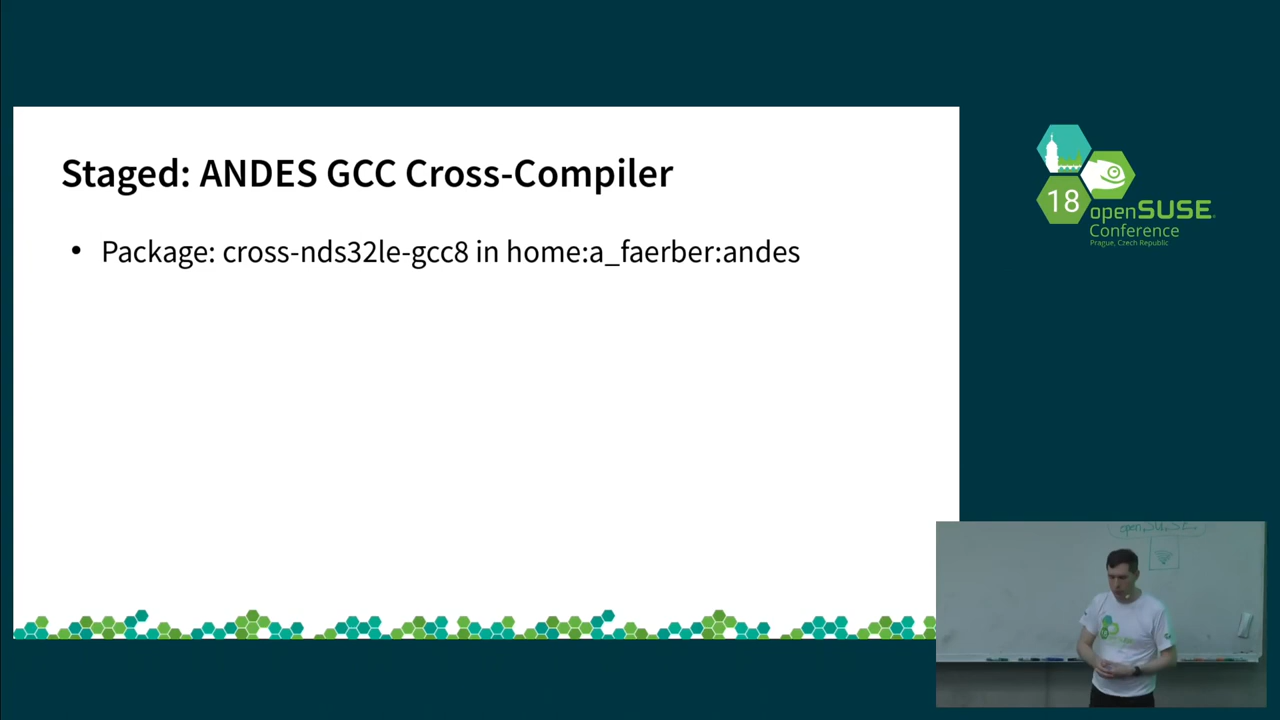 Staged: ANDES GCC Cross-Compiler
• Package: cross-nds32le-gcc8 in home:a_faerber:andes
18
openSUSE
Conference
Prague, Czech Republic
openSUSE